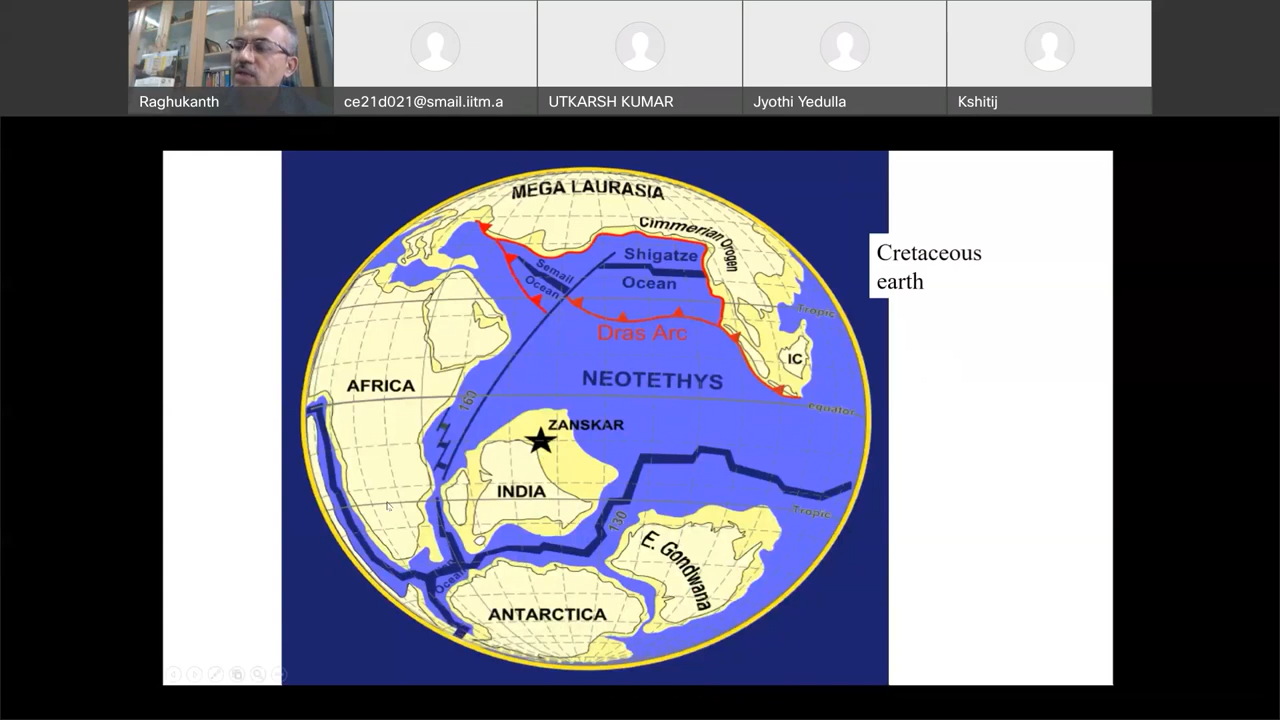 Raghukanth
ce21d021@smail.iitm.a
UTKARSH KUMAR
Jyothi Yedulla
Kshitij
MEGA LAURASIA
Cimmerian Orogen
Shigatze
Ocean
Semail
Ocean
Cretaceous
earth
Tropic
Dras Arc
IC
NEOTETHYS
AFRICA
160
equator
ZANSKAR
INDIA
Tropic
130
E. Gondwana
Ocean
ANTARCTICA